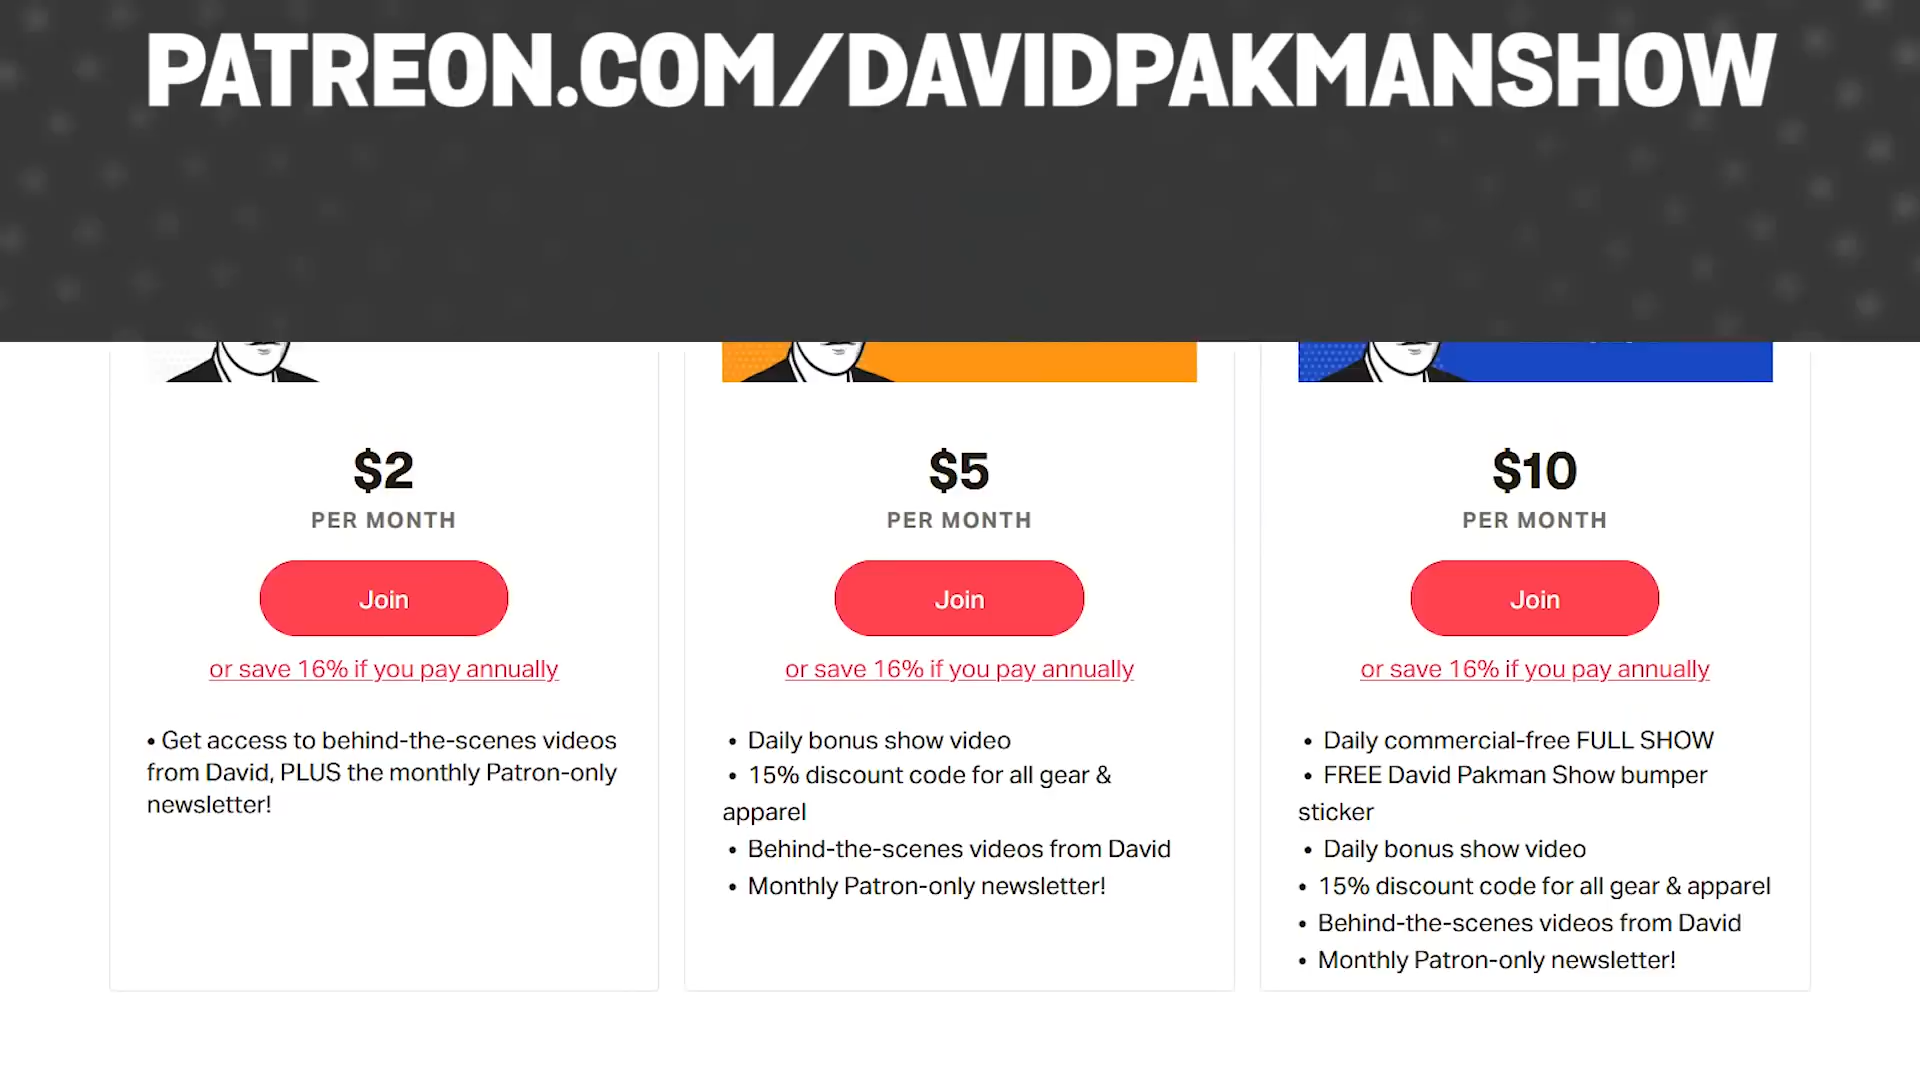 PATREON.COM/DAVIDPAKMANSHOW
$2
PER MONTH
Join
or save 16% if you pay annually
• Get access to behind-the-scenes videos
from David, PLUS the monthly Patron-only
newsletter!
$5
PER MONTH
Join
or save 16% if you pay annually
• Daily bonus show video
• 15% discount code for all gear &
apparel
• Behind-the-scenes videos from David
• Monthly Patron-only newsletter!
$10
PER MONTH
Join
or save 16% if you pay annually
• Daily commercial-free FULL SHOW
• FREE David Pakman Show bumper
sticker
• Daily bonus show video
• 15% discount code for all gear & apparel
• Behind-the-scenes videos from David
• Monthly Patron-only newsletter!